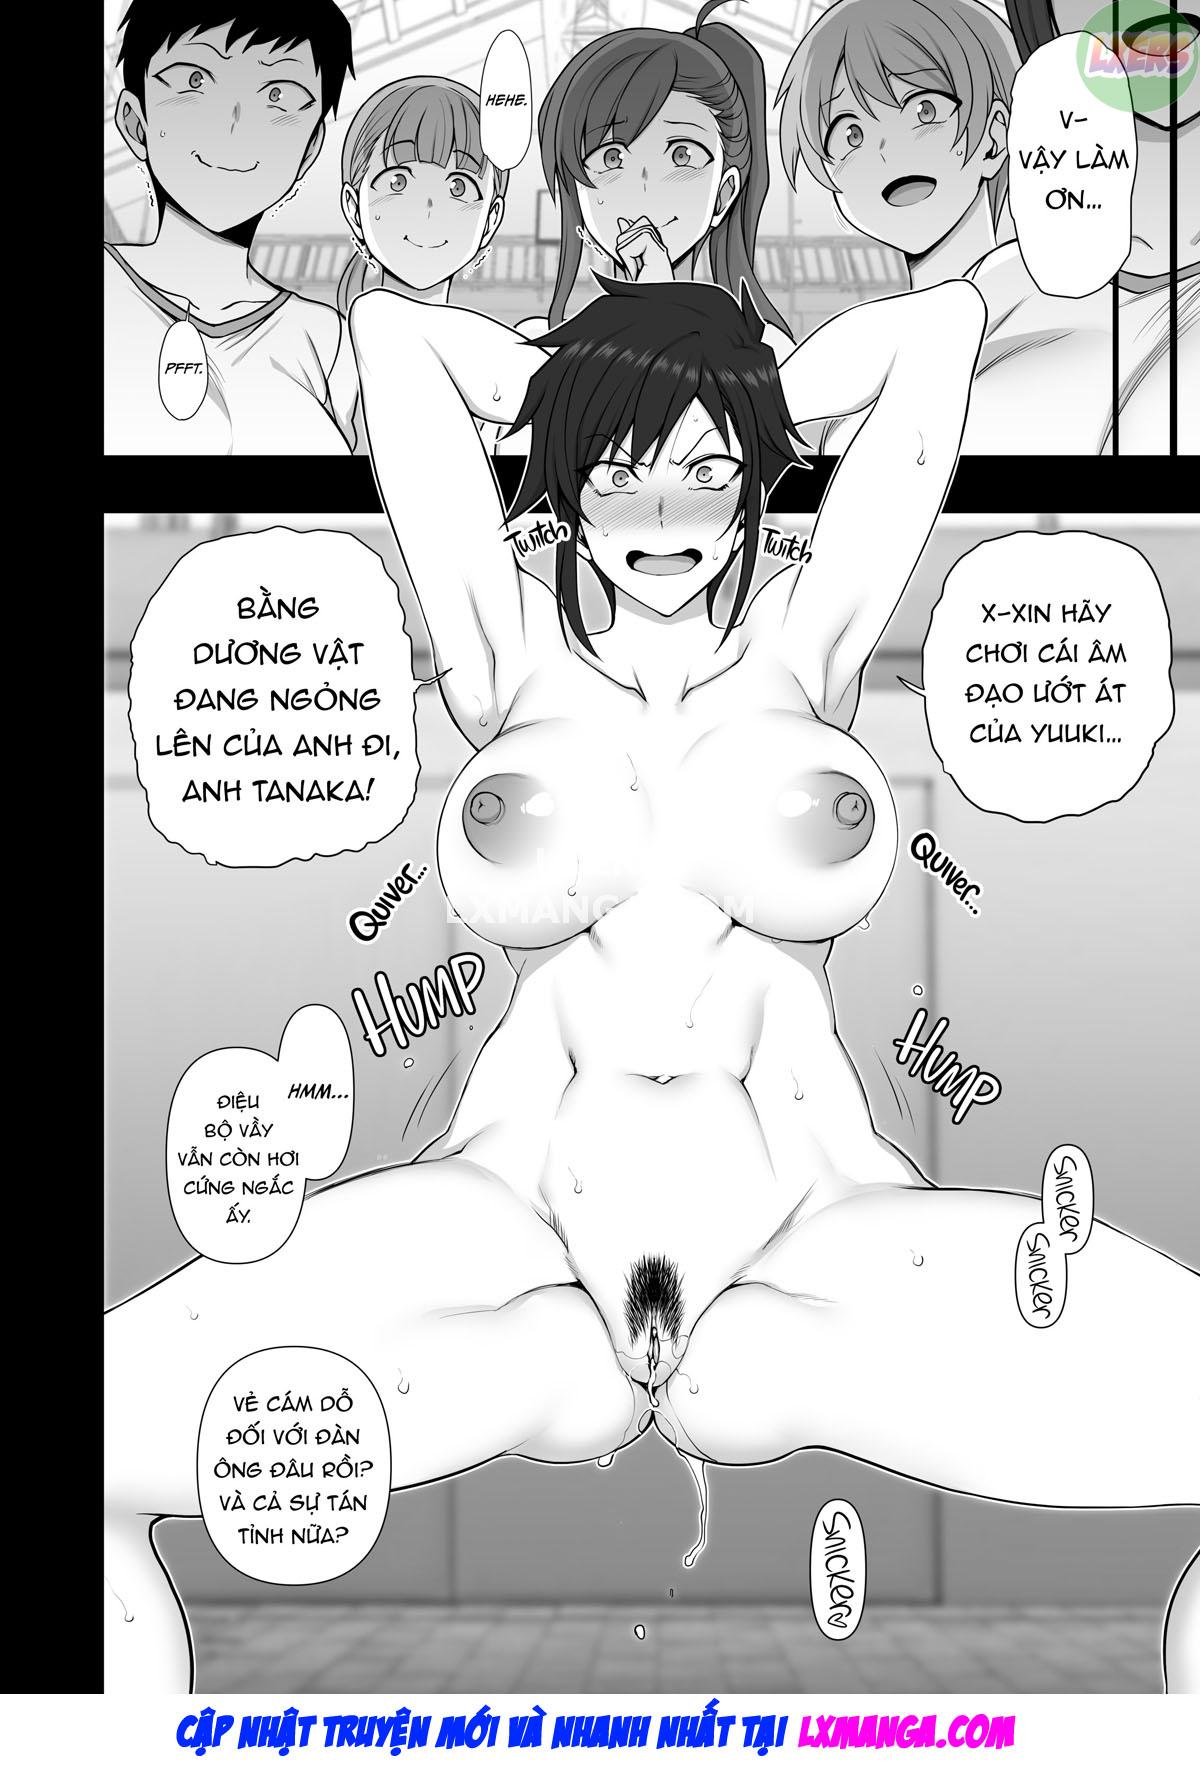 LXERS
V-
VẬY LÀM
ƠN...
HEHE.
PFFT.
X-XIN HÃY
CHƠI CÁI ÂM
ĐẠO ƯỚT ÁT
CỦA YUUKI...
BẰNG
DƯƠNG VẬT
ĐANG NGỎNG
LÊN CỦA ANH ĐI,
ANH TANAKA!
TWITCH
TWITCH
QUIVER...
QUIVER...
LXMANGA.COM
HUMP
HUMP
HMM...
ĐIỆU
BỘ VẦY
VẪN CÒN HƠI
CỨNG NGẮC
ẤY.
SNICKER
SNICKER
VẺ CÁM DỖ
ĐỐI VỚI ĐÀN
ÔNG ĐÂU RỒI?
VÀ CẢ SỰ TÁN
TỈNH NỮA?
SNICKER♡
CẬP NHẬT TRUYỆN MỚI VÀ NHANH NHẤT TẠI LXMANGA.COM